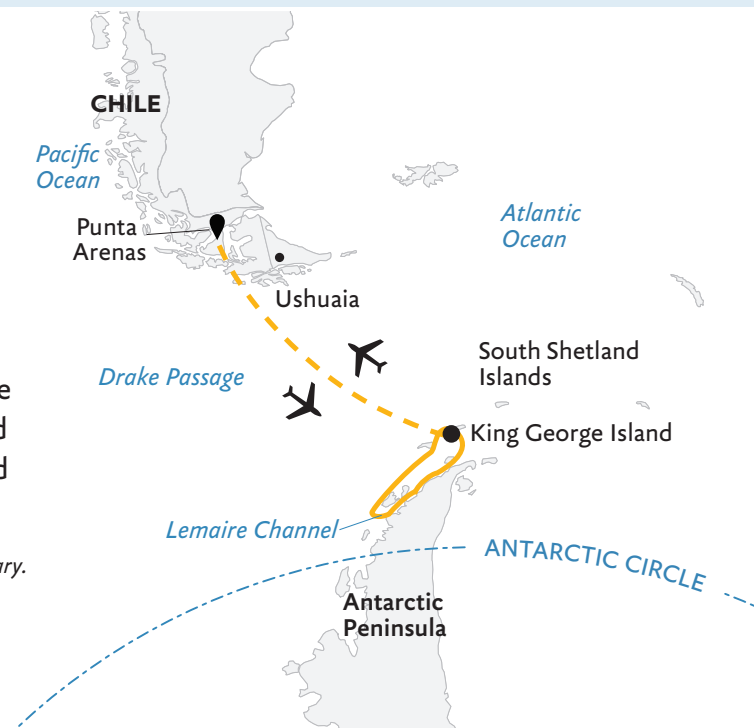 CHILE
Pacific
Ocean
Punta
Arenas
Atlantic
Ocean
Ushuaia
Drake Passage
South Shetland
Islands
King George Island
Lemaire Channel
ANTARCTIC CIRCLE
Antarctic
Peninsula